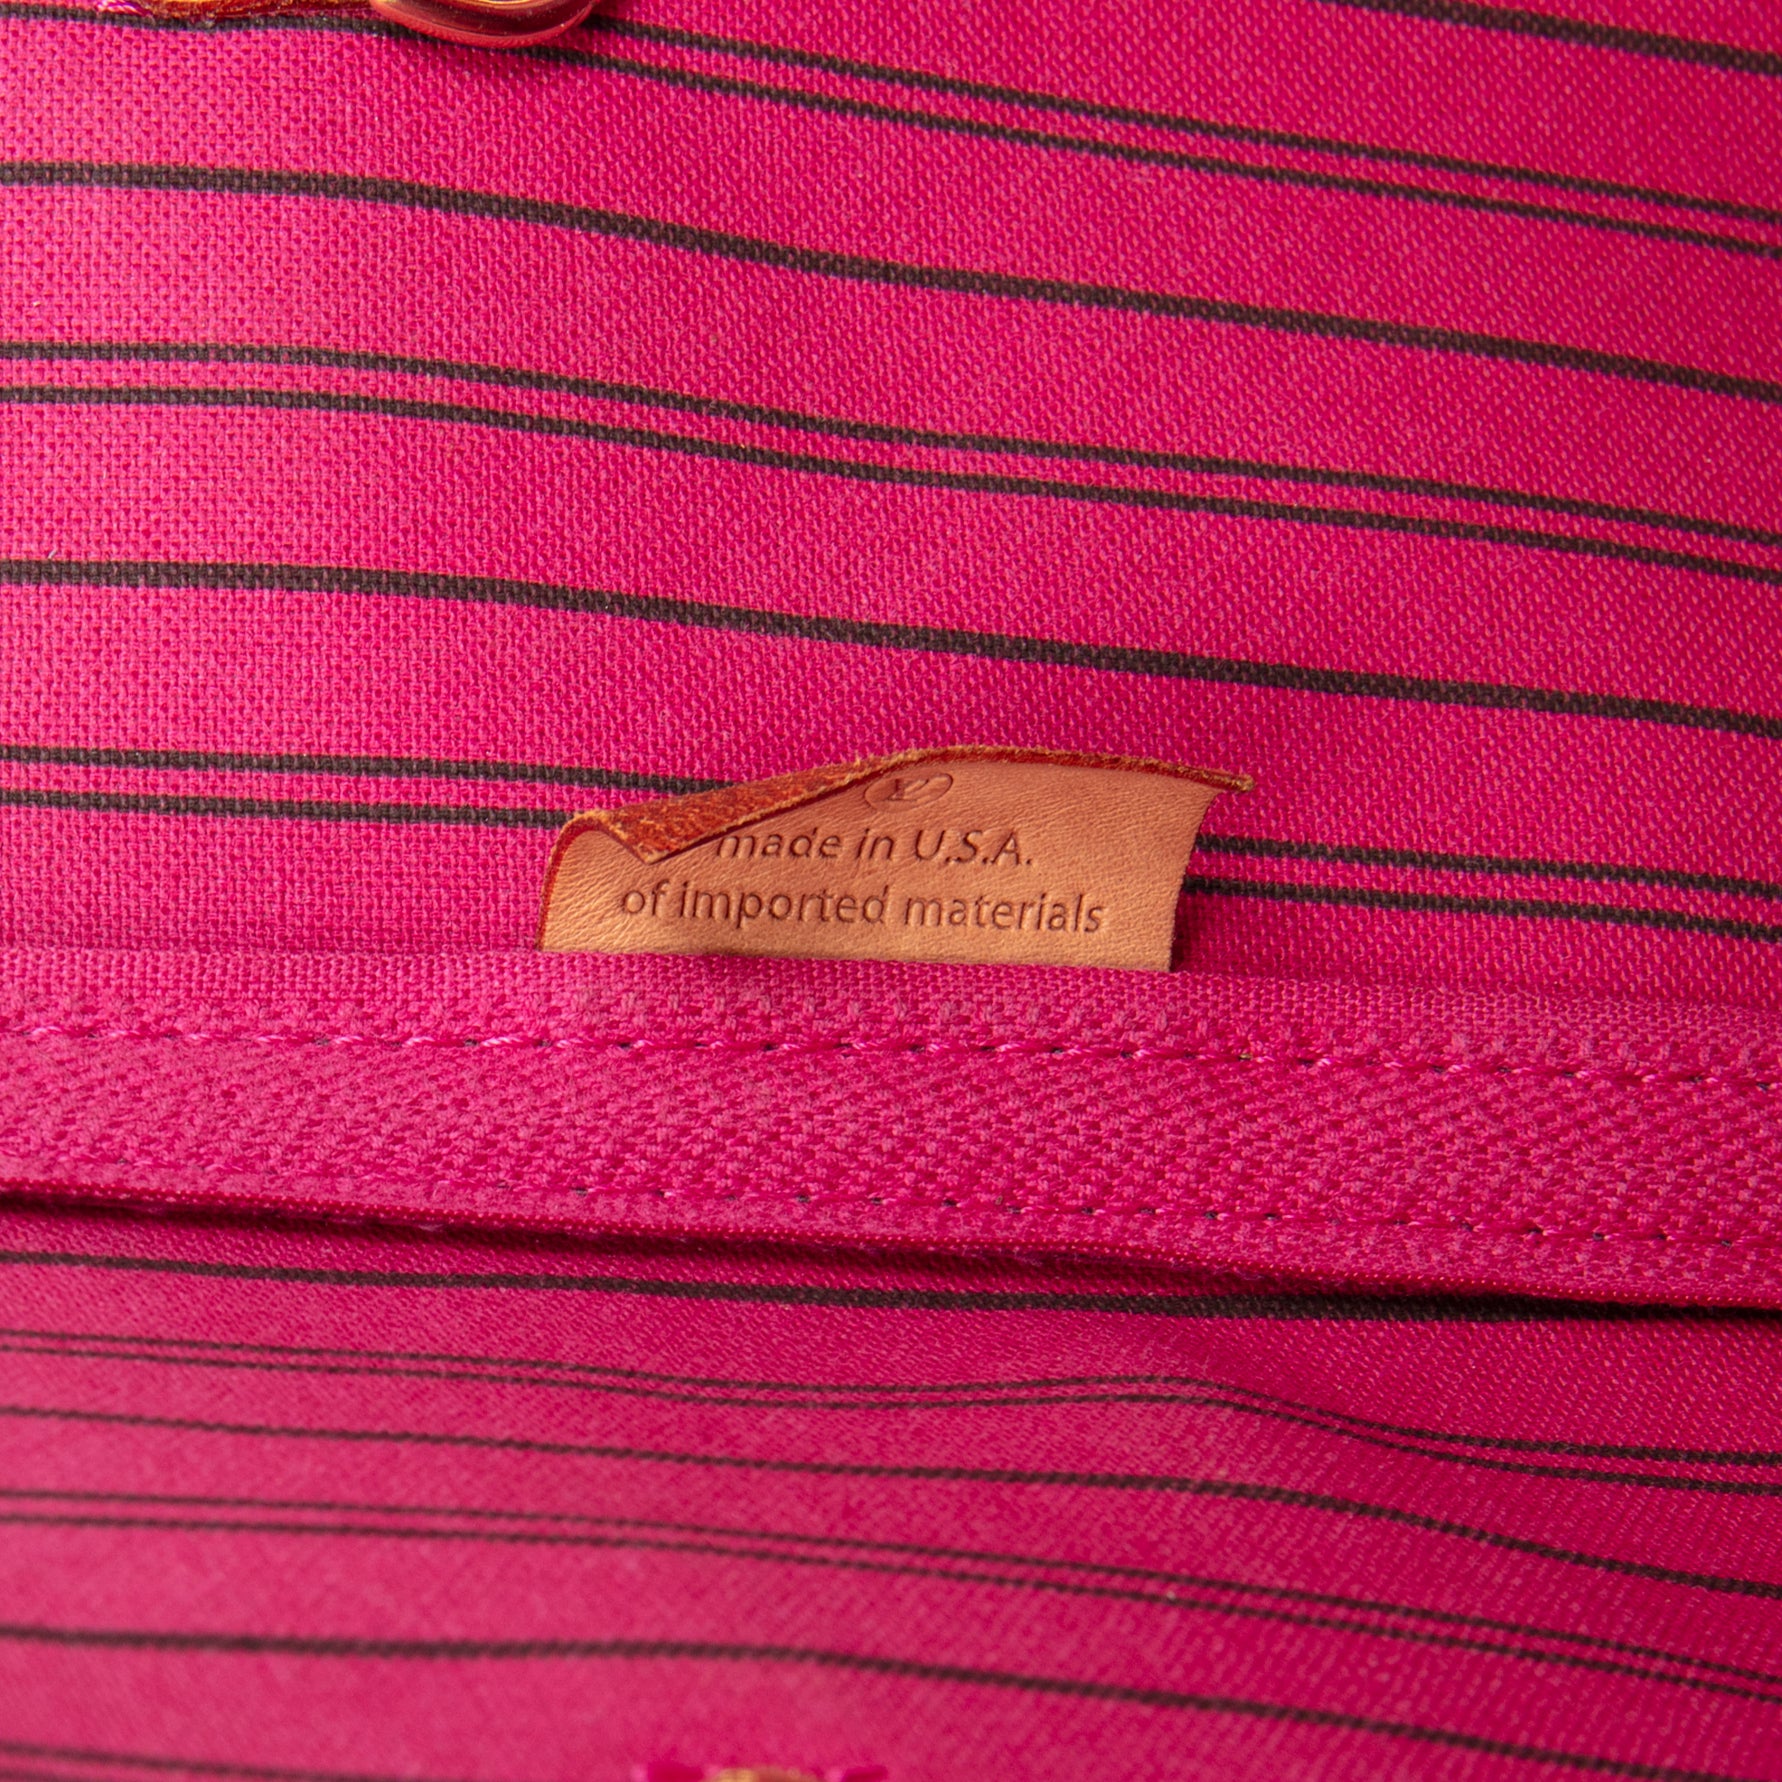 made in U.S.A.
of imported materials